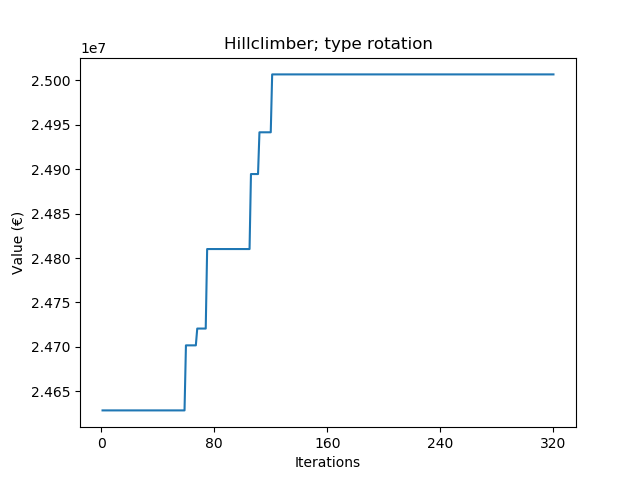 Hillclimber; type rotation
1e7
2.500
2.495
2.490
2.485
2.480
2.475
2.470
2.465
Value (€)
0 80 160 240 320
Iterations